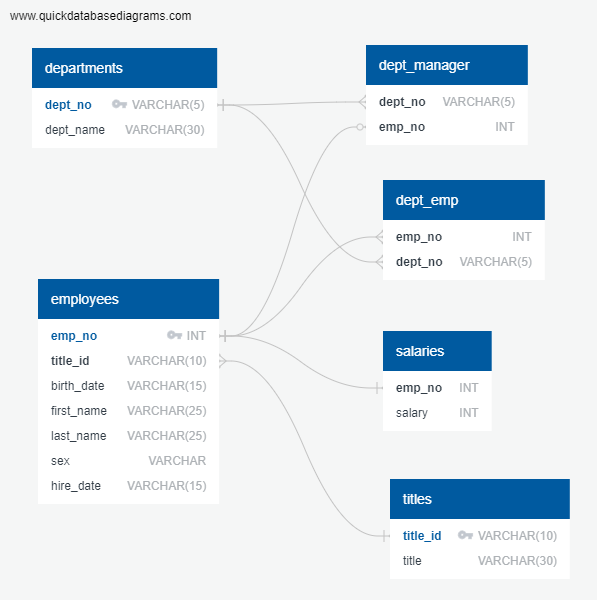 www.quickdatabasediagrams.com
departments
dept_no VARCHAR(5)
dept_name VARCHAR(30)
dept_manager
dept_no VARCHAR(5)
emp_no INT
dept_emp
emp_no INT
dept_no VARCHAR(5)
employees
emp_no INT
title_id VARCHAR(10)
birth_date VARCHAR(15)
first_name VARCHAR(25)
last_name VARCHAR(25)
sex VARCHAR
hire_date VARCHAR(15)
salaries
emp_no INT
salary INT
titles
title_id VARCHAR(10)
title VARCHAR(30)